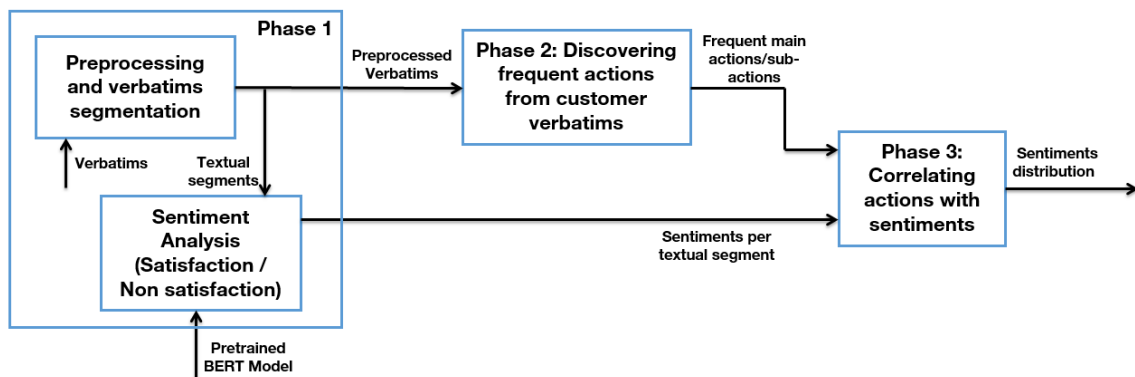 Phase 1
Preprocessing
and verbatims
segmentation
Verbatims
Textual
segments
Sentiment
Analysis
(Satisfaction /
Non satisfaction)
Pretrained
BERT Model
Preprocessed
Verbatims
Phase 2: Discovering
frequent actions
from customer
verbatims
Frequent main
actions/sub-
actions
Sentiments per
textual segment
Phase 3:
Correlating
actions with
sentiments
Sentiments
distribution